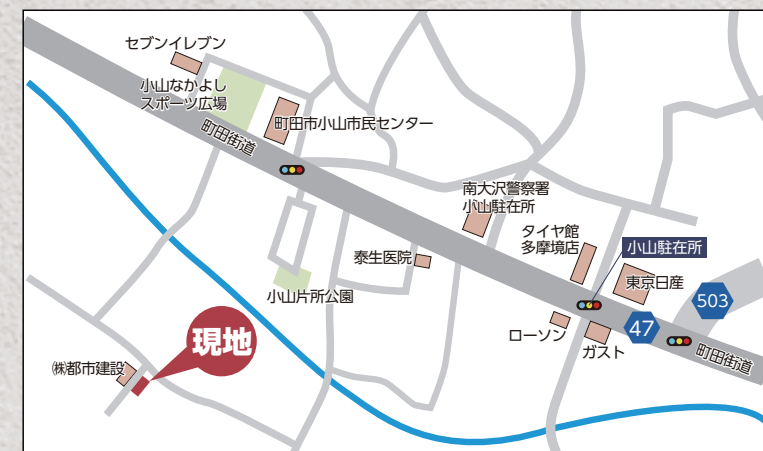 セブンイレブン
小山なかよし
スポーツ広場
町田市小山市民センター
町田街道
南大沢警察署
小山駐在所
タイヤ館
多摩境店
小山駐在所
泰生医院
東京日産
小山片所公園
503
ローソン
47
ガスト
町田街道
現地
㈱都市建設